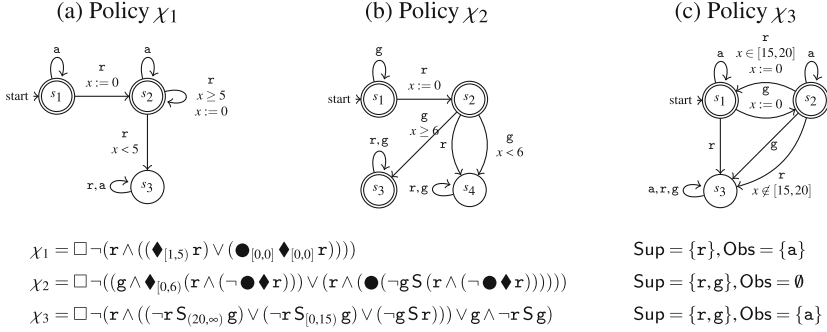 (a) Policy χ1
(b) Policy χ2
(c) Policy χ3
start
a
s1
r
x := 0
a
s2
r
x ≥ 5
x := 0
r
x < 5
r,a
s3
start
g
s1
r
x := 0
s2
g
x ≥ 6
r
g
x < 6
r,g
s3
r,g
s4
start
a
s1
r
x ∈ [15,20]
x := 0
g
x := 0
a
s2
r
g
r
x ∉ [15,20]
a,r,g
s3
χ1 = □¬(r ∧ ((♦[1,5) r) ∨ (●[0,0] ♦[0,0] r))))
Sup = {r}, Obs = {a}
χ2 = □¬((g ∧ ♦[0,6) (r ∧ (¬●♦r))) ∨ (r ∧ (●(¬g S (r ∧ (¬●♦r))))))
Sup = {r,g}, Obs = ∅
χ3 = □¬(r ∧ ((¬r S(20,∞) g) ∨ (¬r S[0,15) g) ∨ (¬g S r))) ∨ g ∧ ¬r S g)
Sup = {r,g}, Obs = {a}